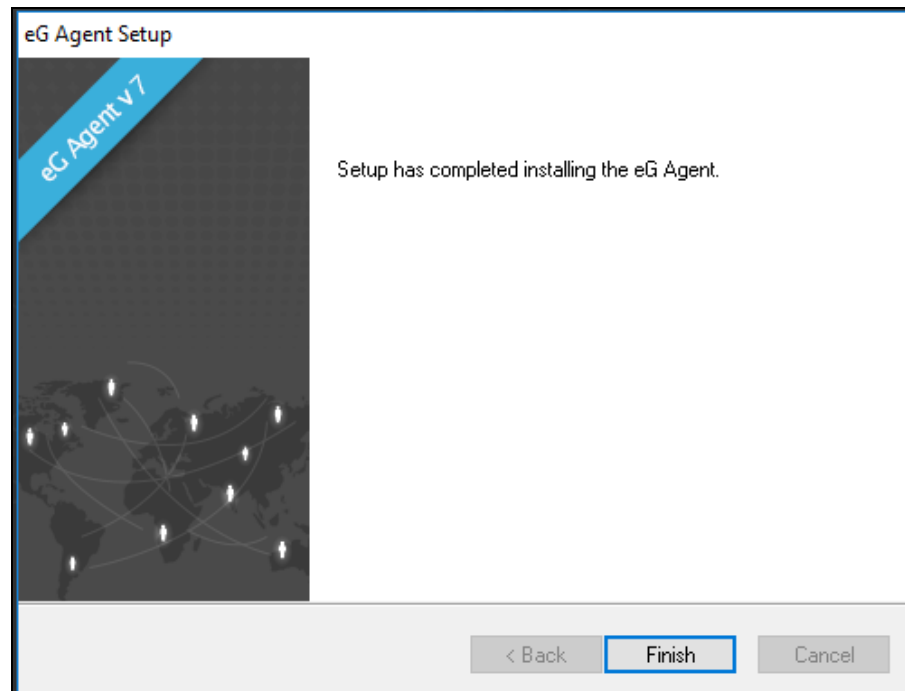 eG Agent Setup
eG Agent v 7
Setup has completed installing the eG Agent.
< Back
Finish
Cancel